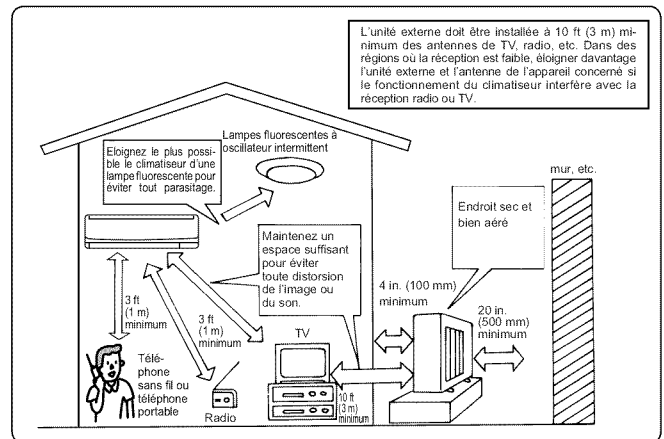 L'unité externe doit être installée à 10 ft (3 m) mi-
nimum des antennes de TV, radio, etc. Dans des
régions où la réception est faible, éloigner davantage
l'unité externe et l'antenne de l'appareil concerné si
le fonctionnement du climatiseur interfère avec la
réception radio ou TV.
Lampes fluorescentes à
oscillateur intermittent
Eloignez le plus possi-
ble le climatiseur d'une
lampe fluorescente pour
éviter tout parasitage.
mur, etc.
Endroit sec et
bien aéré
Maintenez un
espace suffisant
pour éviter
toute distorsion
de l'image ou
du son.
4 in. (100 mm)
minimum
20 in.
(500 mm)
minimum
3 ft
(1 m)
minimum
3 ft
(1 m)
minimum
TV
Télé-
phone
sans fil ou
téléphone
portable
Radio
10 ft
(3 m)
minimum